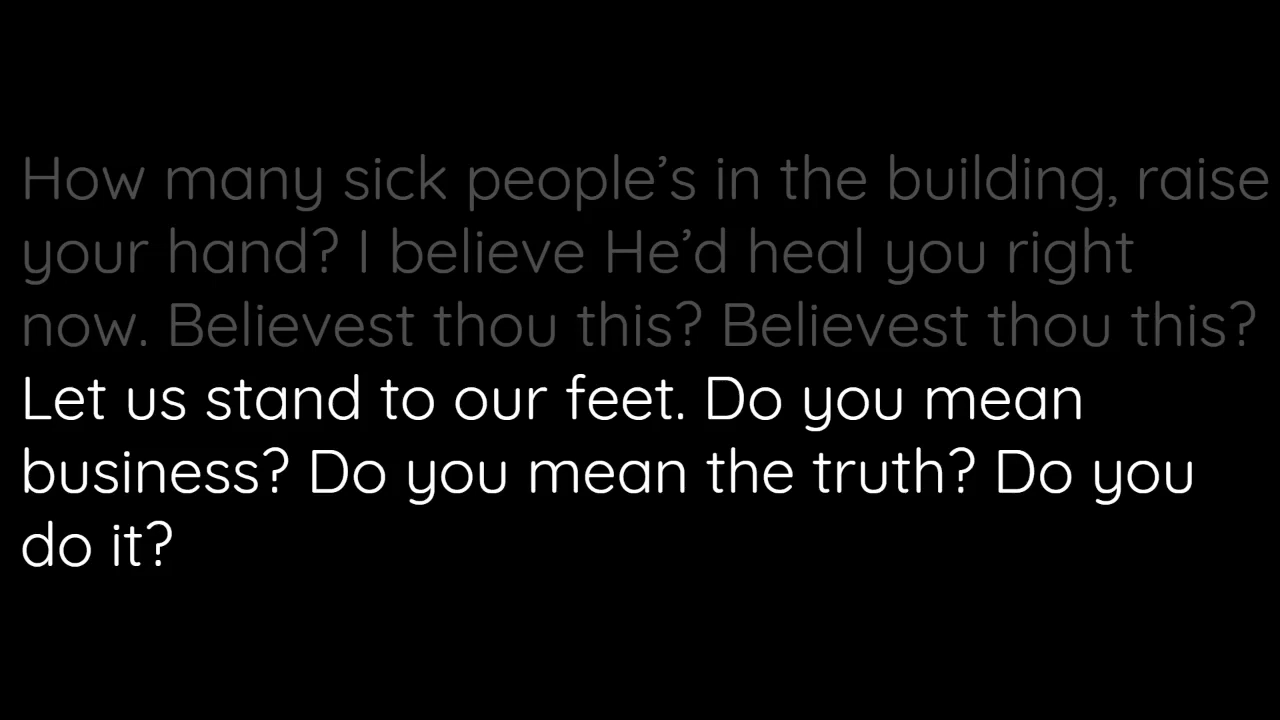 How many sick people’s in the building, raise
your hand? I believe He’d heal you right
now. Believest thou this? Believest thou this?
Let us stand to our feet. Do you mean
business? Do you mean the truth? Do you
do it?